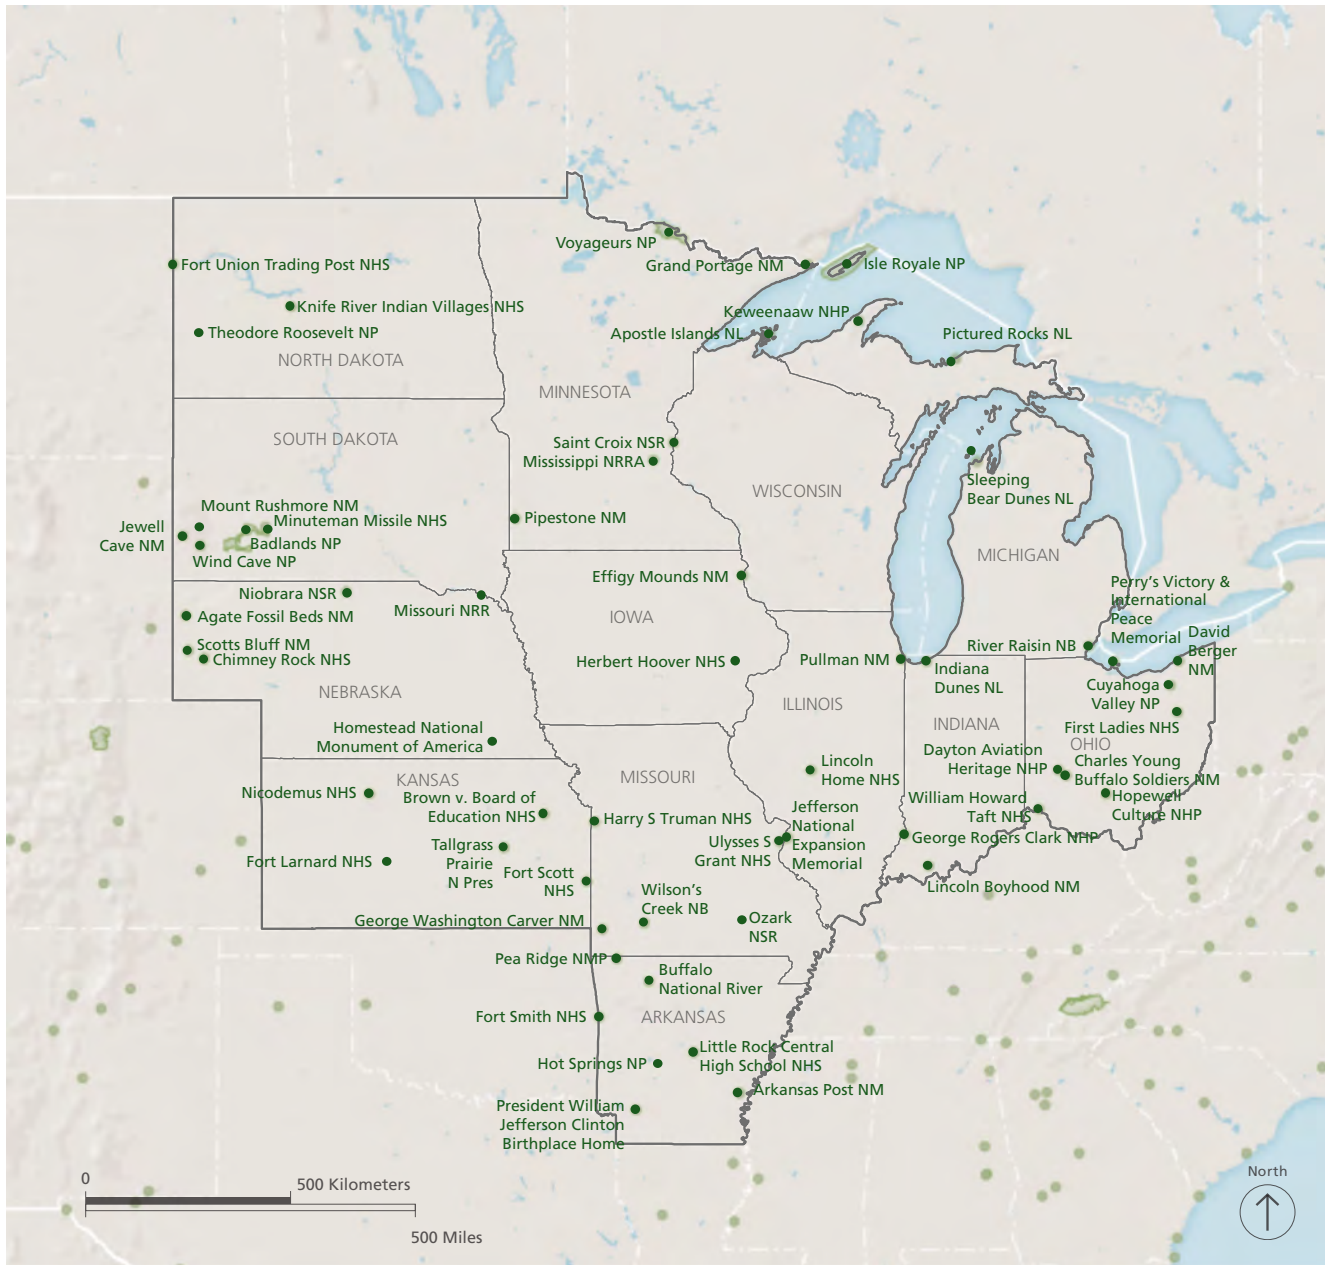 Voyageurs NP
Grand Portage NM
Isle Royale NP
Fort Union Trading Post NHS
Knife River Indian Villages NHS
Keweenaaw NHP
Theodore Roosevelt NP
Apostle Islands NL
Pictured Rocks NL
NORTH DAKOTA
MINNESOTA
SOUTH DAKOTA
Saint Croix NSR
Mississippi NRRA
Sleeping
Bear Dunes NL
WISCONSIN
Mount Rushmore NM
Minuteman Missile NHS
Jewell
Cave NM
Badlands NP
Wind Cave NP
Pipestone NM
MICHIGAN
Effigy Mounds NM
Perry's Victory &
International
Peace
Memorial
Niobrara NSR
Missouri NRR
Agate Fossil Beds NM
IOWA
Scotts Bluff NM
Chimney Rock NHS
Herbert Hoover NHS
Pullman NM
River Raisin NB
David
Berger
NM
Indiana
Dunes NL
NEBRASKA
ILLINOIS
Cuyahoga
Valley NP
INDIANA
First Ladies NHS
Homestead National
Monument of America
OHIO
Dayton Aviation
Heritage NHP
Charles Young
Buffalo Soldiers NM
KANSAS
MISSOURI
Lincoln
Home NHS
Nicodemus NHS
Brown v. Board of
Education NHS
Harry S Truman NHS
Jefferson
National
Expansion
Memorial
William Howard
Taft NHS
Hopewell
Culture NHP
Ulysses S
Grant NHS
George Rogers Clark NHP
Tallgrass
Prairie
N Pres
Fort Larnard NHS
Fort Scott
NHS
Lincoln Boyhood NM
Wilson's
Creek NB
George Washington Carver NM
Ozark
NSR
Pea Ridge NMP
Buffalo
National River
Fort Smith NHS
ARKANSAS
Hot Springs NP
Little Rock Central
High School NHS
Arkansas Post NM
President William
Jefferson Clinton
Birthplace Home
0
500 Kilometers
500 Miles
North